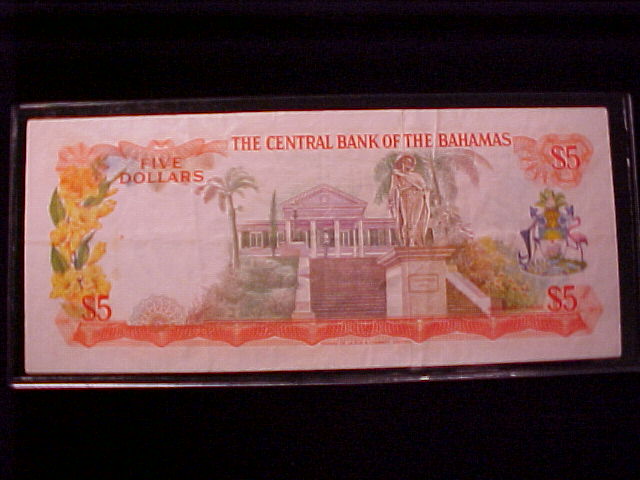 THE CENTRAL BANK OF THE BAHAMAS
FIVE
DOLLARS
$5
$5
$5